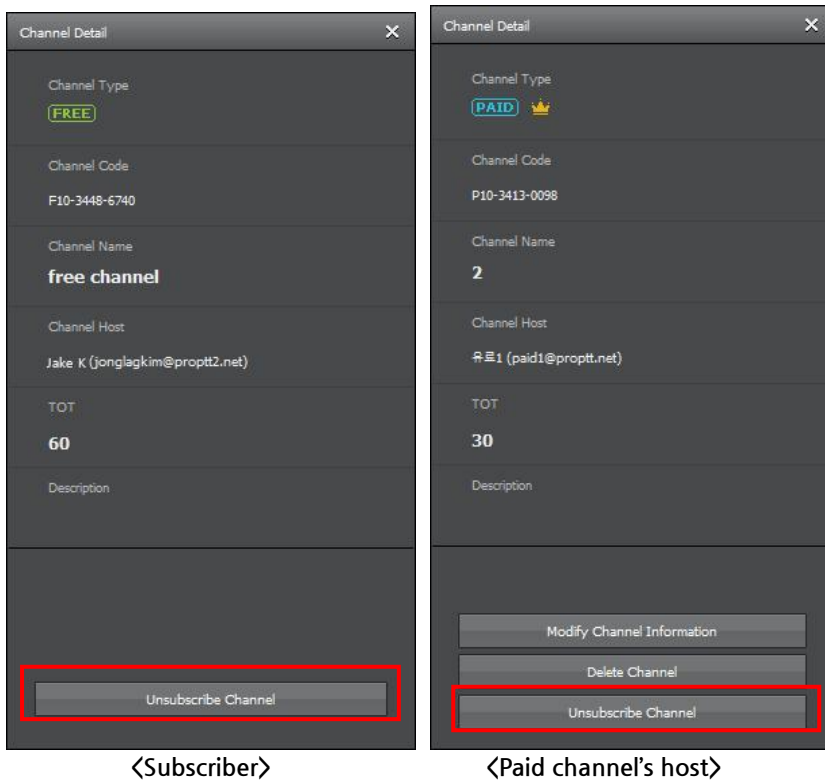 Channel Detail
Channel Type
FREE
Channel Code
F10-3448-6740
Channel Name
free channel
Channel Host
Jake K (jonglagkim@proptt2.net)
TOT
60
Description
Unsubscribe Channel
<Subscriber>
Channel Detail
Channel Type
PAID
Channel Code
P10-3413-0098
Channel Name
2
Channel Host
유료1 (paid1@proptt.net)
TOT
30
Description
Modify Channel Information
Delete Channel
Unsubscribe Channel
<Paid channel's host>